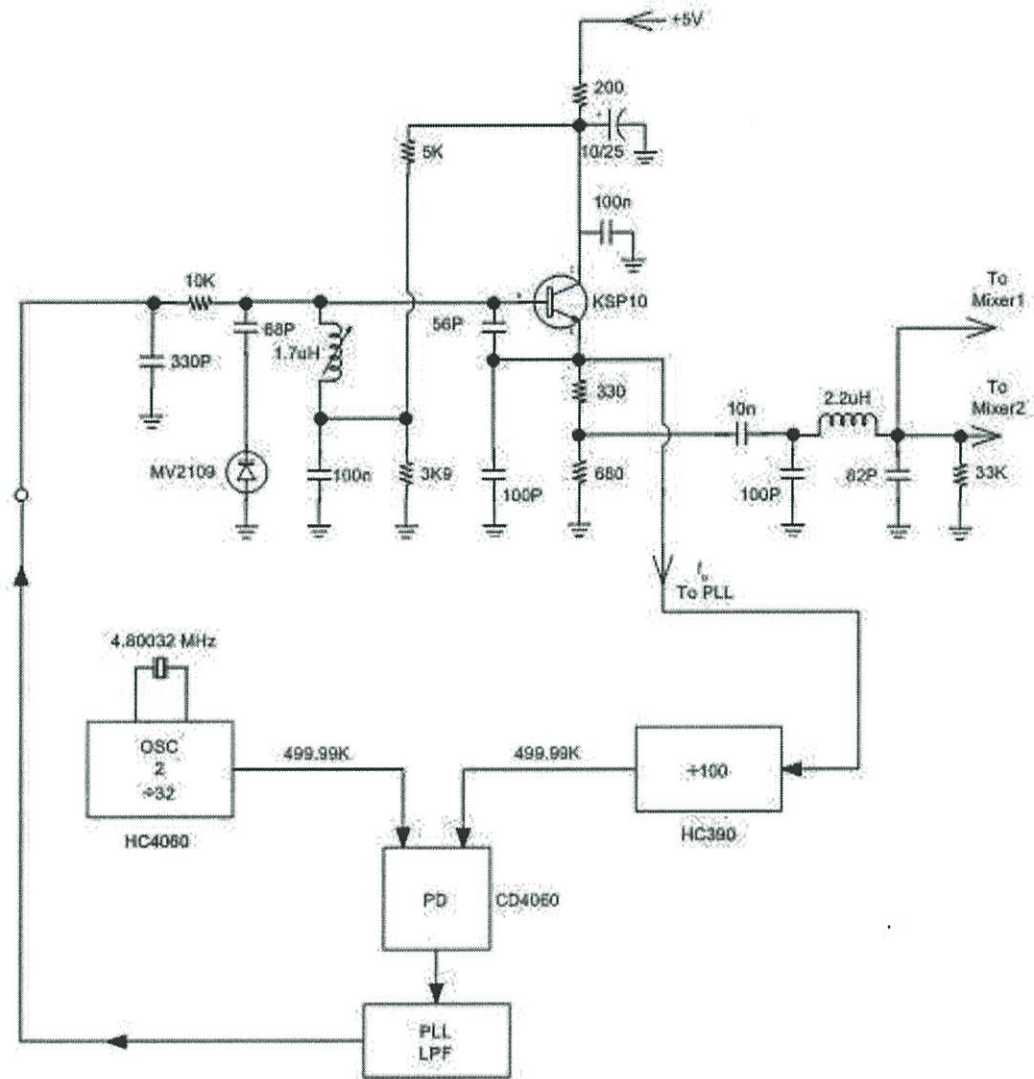 +5V
200
+
10/25
5K
100n
10K
KSP10
To
Mixer1
68P
56P
1.7uH
330P
330
To
Mixer2
10n
2.2uH
MV2109
100n
3K9
100P
680
100P
82P
33K
To PLL
4.80032 MHz
OSC
2
÷32
499.99K
499.99K
÷100
HC4060
HC390
PD
CD4060
PLL
LPF